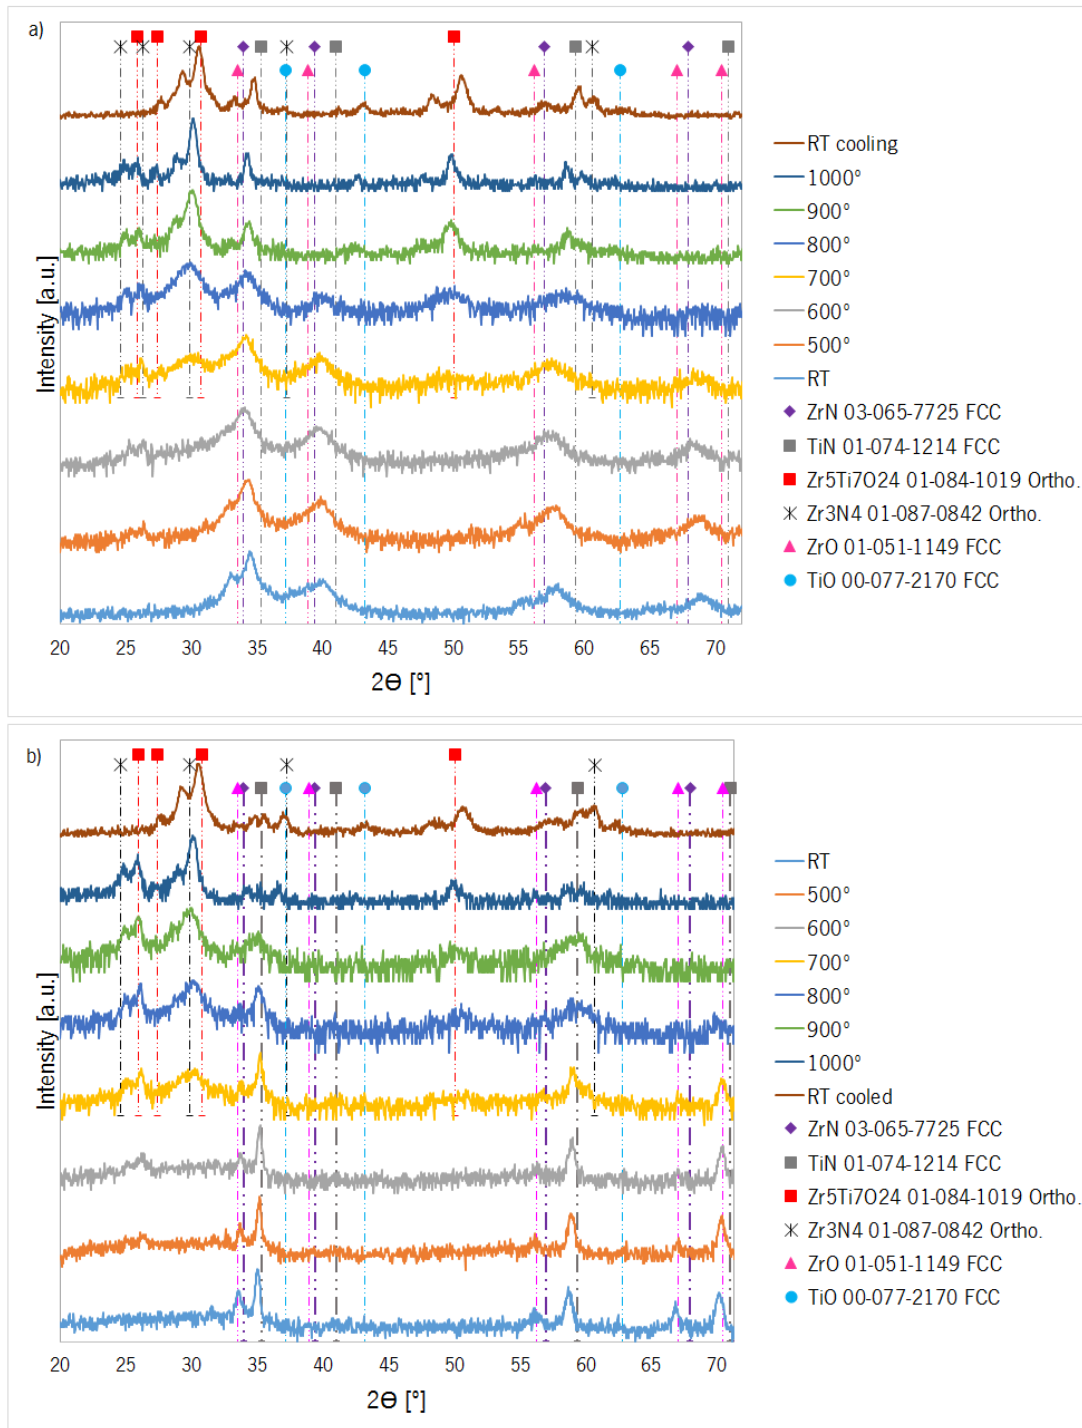 a)
Intensity [a.u.]
20 25 30 35 40 45 50 55 60 65 70
2Ɵ [°]
RT cooling
1000°
900°
800°
700°
600°
500°
RT
ZrN 03-065-7725 FCC
TiN 01-074-1214 FCC
Zr5Ti7O24 01-084-1019 Ortho.
Zr3N4 01-087-0842 Ortho.
ZrO 01-051-1149 FCC
TiO 00-077-2170 FCC
b)
Intensity [a.u.]
20 25 30 35 40 45 50 55 60 65 70
2Ɵ [°]
RT
500°
600°
700°
800°
900°
1000°
RT cooled
ZrN 03-065-7725 FCC
TiN 01-074-1214 FCC
Zr5Ti7O24 01-084-1019 Ortho.
Zr3N4 01-087-0842 Ortho.
ZrO 01-051-1149 FCC
TiO 00-077-2170 FCC